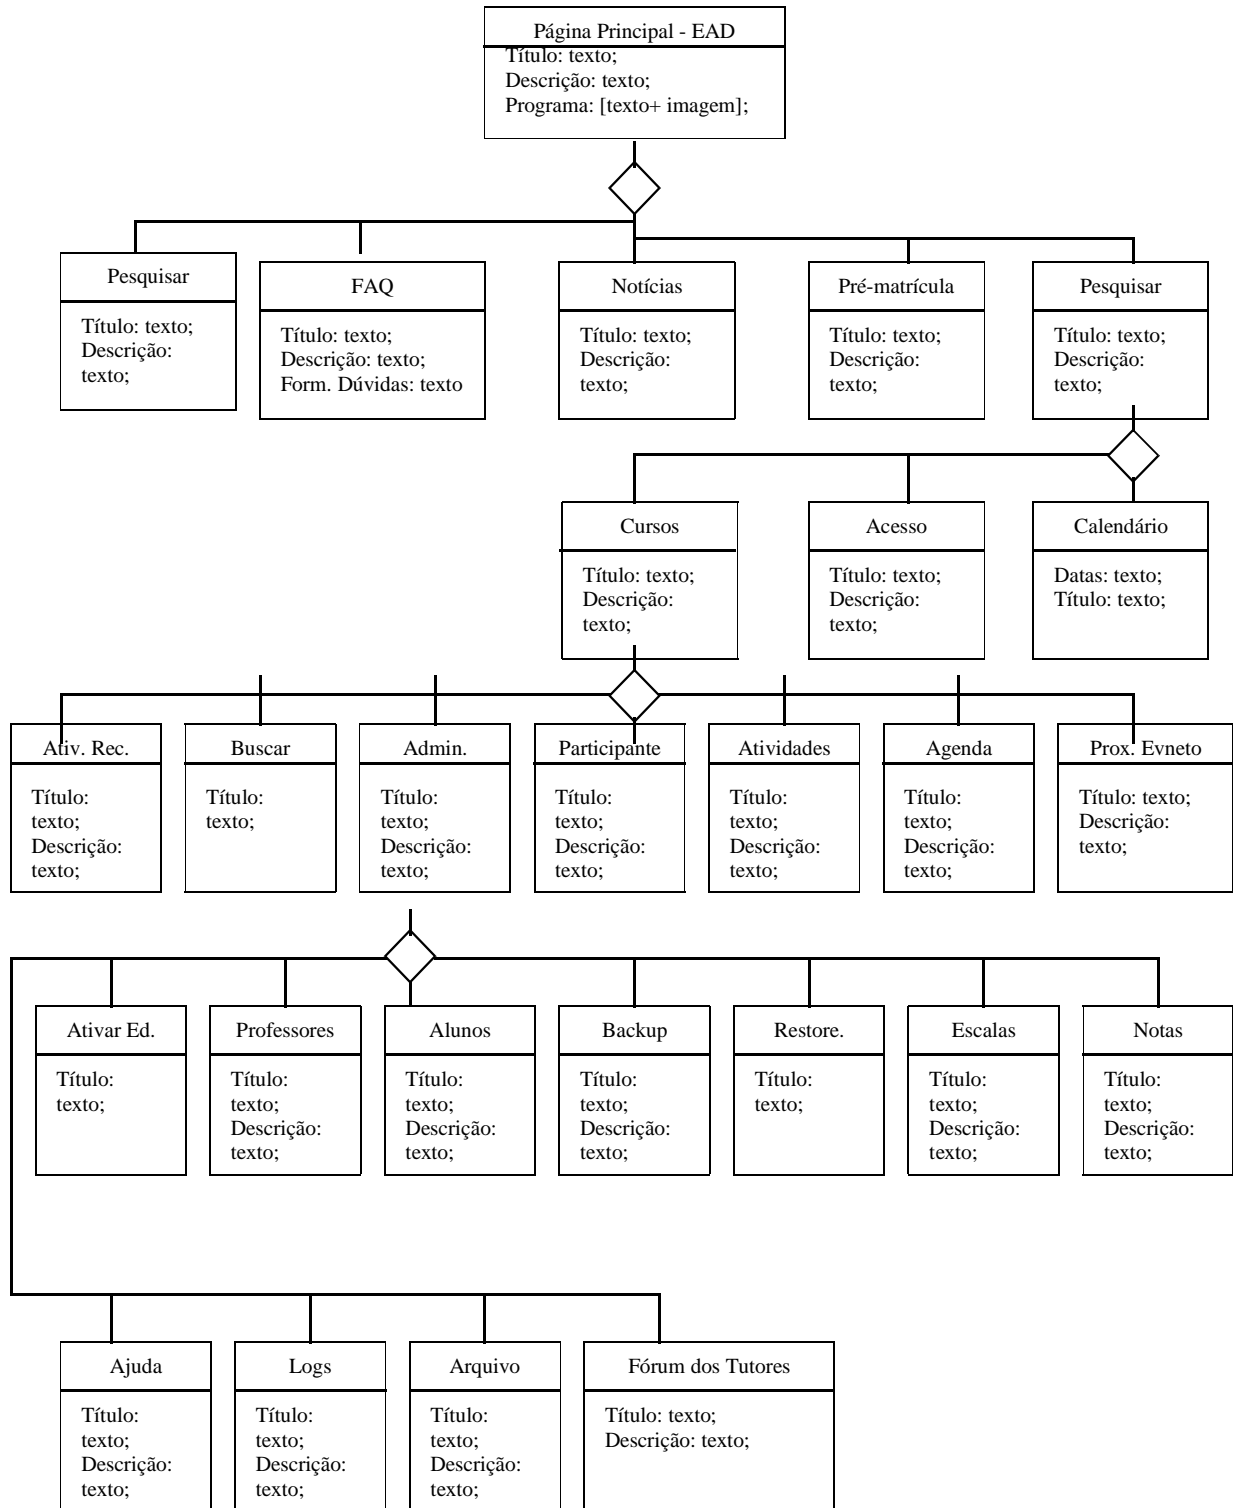 Página Principal - EAD
Título: texto;
Descrição: texto;
Programa: [texto+ imagem];
Pesquisar
Título: texto;
Descrição:
texto;
FAQ
Título: texto;
Descrição: texto;
Form. Dúvidas: texto
Notícias
Título: texto;
Descrição:
texto;
Pré-matrícula
Título: texto;
Descrição:
texto;
Pesquisar
Título: texto;
Descrição:
texto;
Cursos
Título: texto;
Descrição:
texto;
Acesso
Título: texto;
Descrição:
texto;
Calendário
Datas: texto;
Título: texto;
Ativ. Rec.
Título:
texto;
Descrição:
texto;
Buscar
Título:
texto;
Admin.
Título:
texto;
Descrição:
texto;
Participante
Título:
texto;
Descrição:
texto;
Atividades
Título:
texto;
Descrição:
texto;
Agenda
Título:
texto;
Descrição:
texto;
Prox. Evneto
Título: texto;
Descrição:
texto;
Ativar Ed.
Título:
texto;
Professores
Título:
texto;
Descrição:
texto;
Alunos
Título:
texto;
Descrição:
texto;
Backup
Título:
texto;
Descrição:
texto;
Restore.
Título:
texto;
Escalas
Título:
texto;
Descrição:
texto;
Notas
Título:
texto;
Descrição:
texto;
Ajuda
Título:
texto;
Descrição:
texto;
Logs
Título:
texto;
Descrição:
texto;
Arquivo
Título:
texto;
Descrição:
texto;
Fórum dos Tutores
Título: texto;
Descrição: texto;